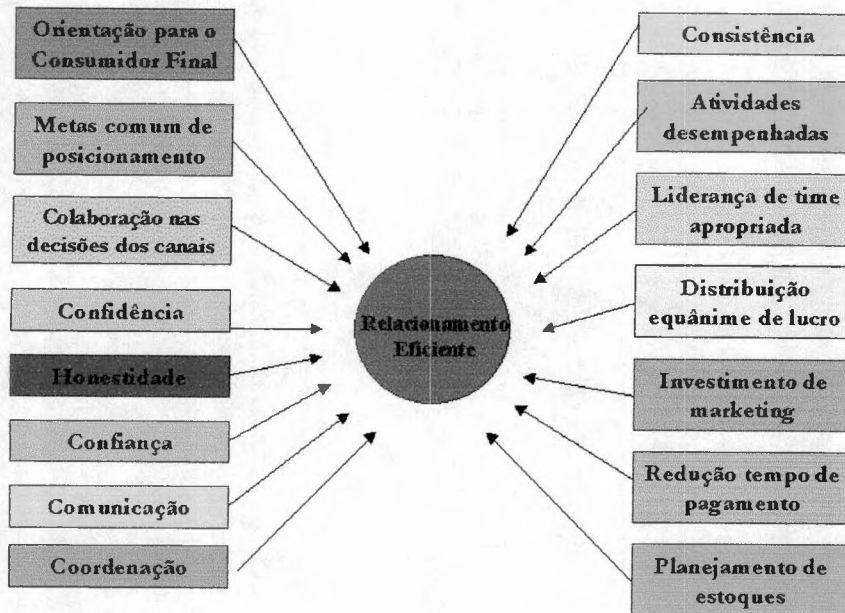 Orientação para o
Consumidor Final
Metas comum de
posicionamento
Colaboração nas
decisões dos canais
Confidência
Honestidade
Confiança
Comunicação
Coordenação
Relacionamento
Eficiente
Consistência
Atividades
desempenhadas
Liderança de time
apropriada
Distribuição
equânime de lucro
Investimento de
marketing
Redução tempo de
pagamento
Planejamento de
estoques